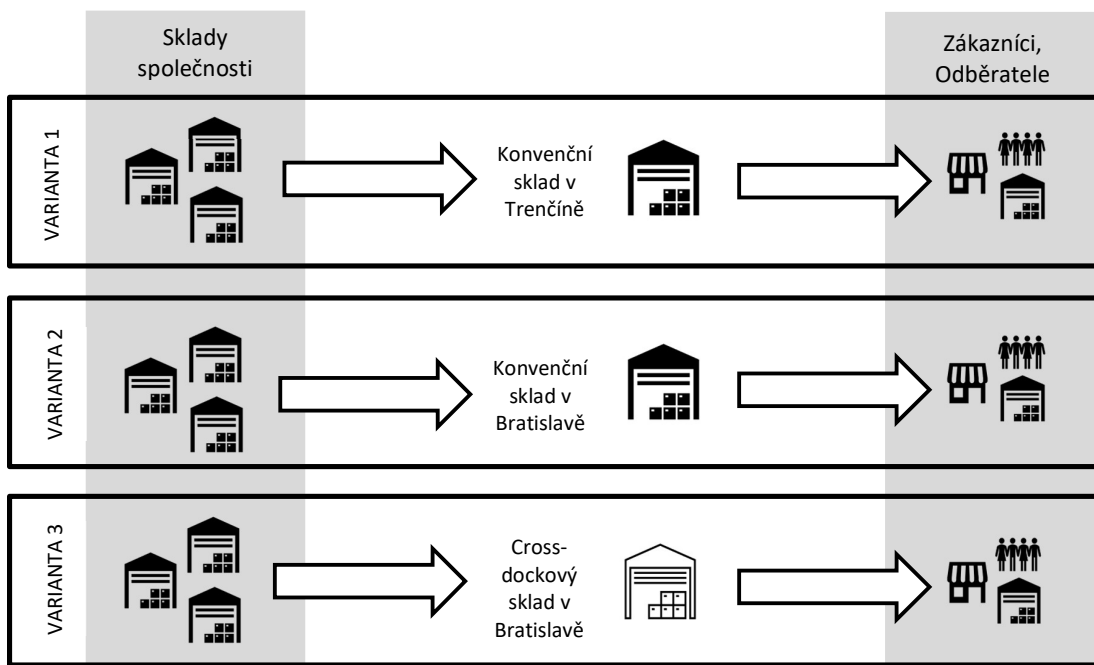 Sklady
společnosti
Zákazníci,
Odběratele
VARIANTA 1
Konvenční
sklad v
Trenčíně
VARIANTA 2
Konvenční
sklad v
Bratislavě
VARIANTA 3
Cross-
dockový
sklad v
Bratislavě